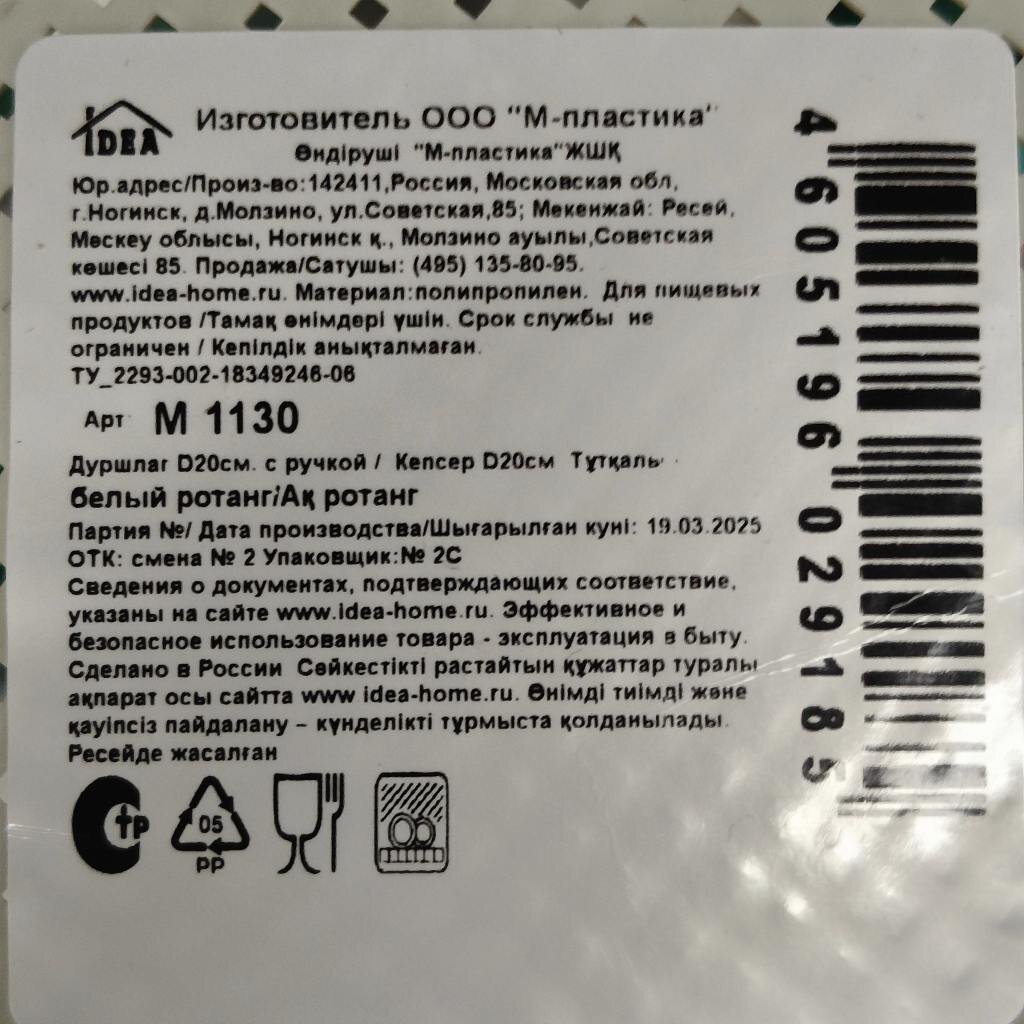 IDEA
Изготовитель ООО "М-пластика"
Өндіруші "М-пластика"ЖШҚ
Юр.адрес/Произ-во:142411,Россия, Московская обл,
г.Ногинск, д.Молзино, ул.Советская,85; Мекенжай: Ресей,
Мәскеу облысы, Ногинск қ., Молзино ауылы,Советская
көшесі 85. Продажа/Сатушы: (495) 135-80-95.
www.idea-home.ru. Материал:полипропилен. Для пищевых
продуктов /Тамақ өнімдері үшін. Срок службы не
ограничен / Кепілдік анықталмаған.
ТУ_2293-002-18349246-06
Арт М 1130
Дуршлаг D20см. с ручкой / Кепсер D20см Тұтқалы
белый ротанг/Ақ ротанг
Партия №/ Дата производства/Шығарылған куні: 19.03.2025
ОТК: смена № 2 Упаковщик:№ 2С
Сведения о документах, подтверждающих соответствие,
указаны на сайте www.idea-home.ru. Эффективное и
безопасное использование товара - эксплуатация в быту.
Сделано в России Сәйкестікті растайтын құжаттар туралы
ақпарат осы сайтта www idea-home.ru. Өнімді тиімді және
қауіпсіз пайдалану – күнделікті тұрмыста қолданылады.
Ресейде жасалған
Стр
05
PP
4 605196 029185